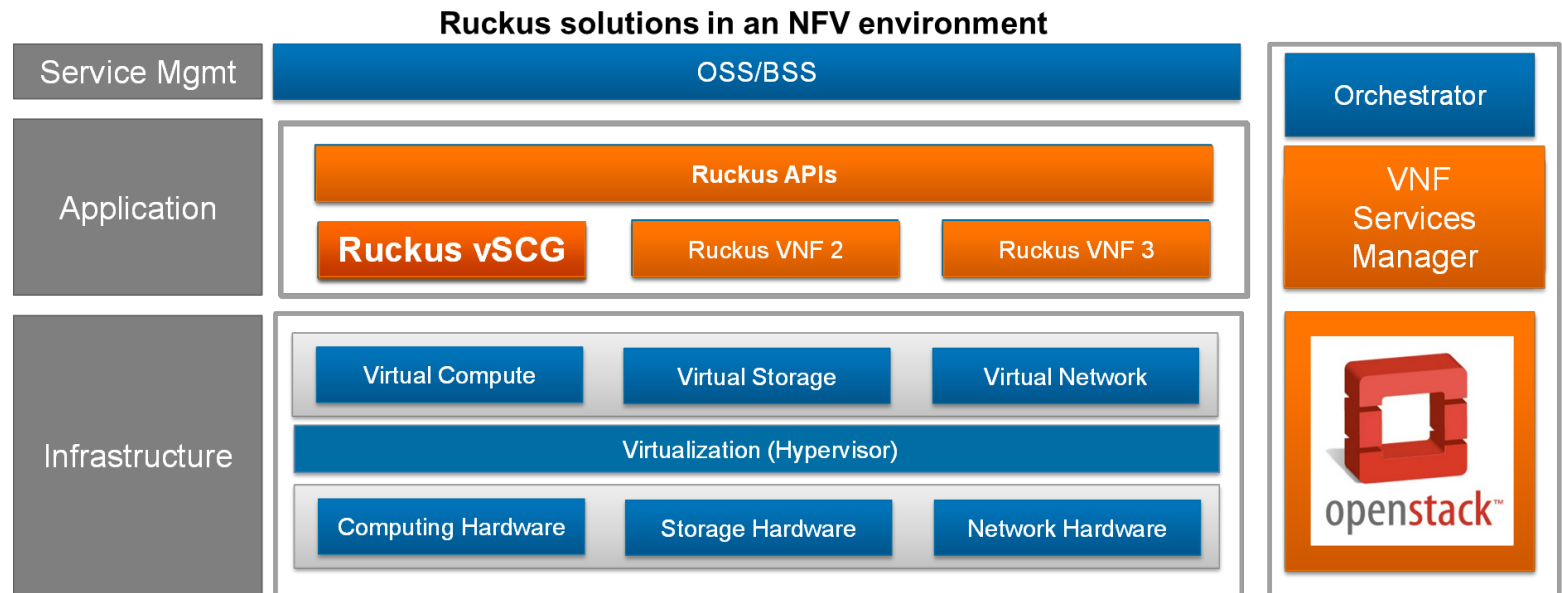 Ruckus solutions in an NFV environment
Service Mgmt
OSS/BSS
Orchestrator
Application
Ruckus APIs
Ruckus vSCG
Ruckus VNF 2
Ruckus VNF 3
VNF
Services
Manager
Infrastructure
Virtual Compute
Virtual Storage
Virtual Network
Virtualization (Hypervisor)
Computing Hardware
Storage Hardware
Network Hardware
openstack™